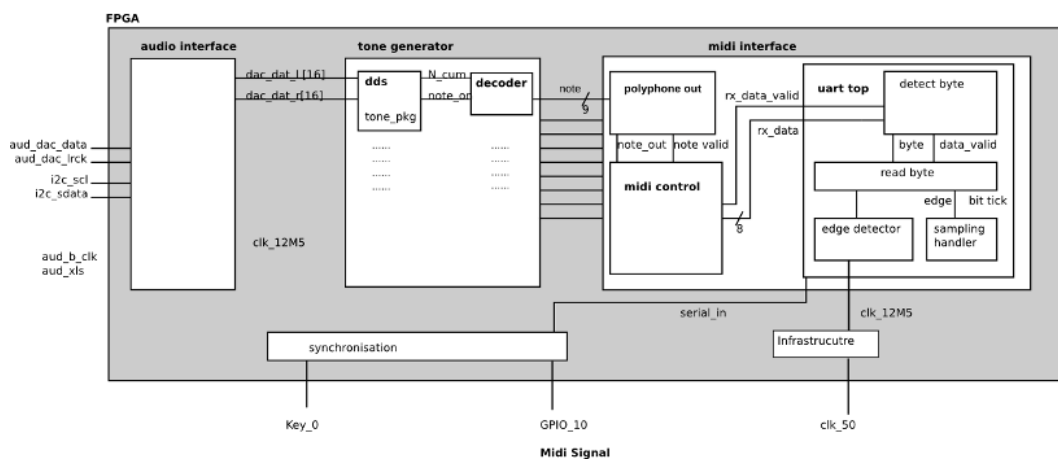 FPGA
audio interface
tone generator
midi interface
dac_dat_l [16]
dds
N_cum
decoder
dac_dat_r[16]
note_on
tone_pkg
note
9
polyphone out
rx_data_valid
uart top
detect byte
rx_data
aud_dac_data
aud_dac_lrck
i2c_scl
i2c_sdata
......
......
......
......
......
......
......
......
note_out
note valid
byte
data_valid
read byte
midi control
edge
bit tick
8
edge detector
sampling
handler
clk_12M5
aud_b_clk
aud_xls
serial_in
clk_12M5
synchronisation
Infrastrucutre
Key_0
GPIO_10
clk_50
Midi Signal